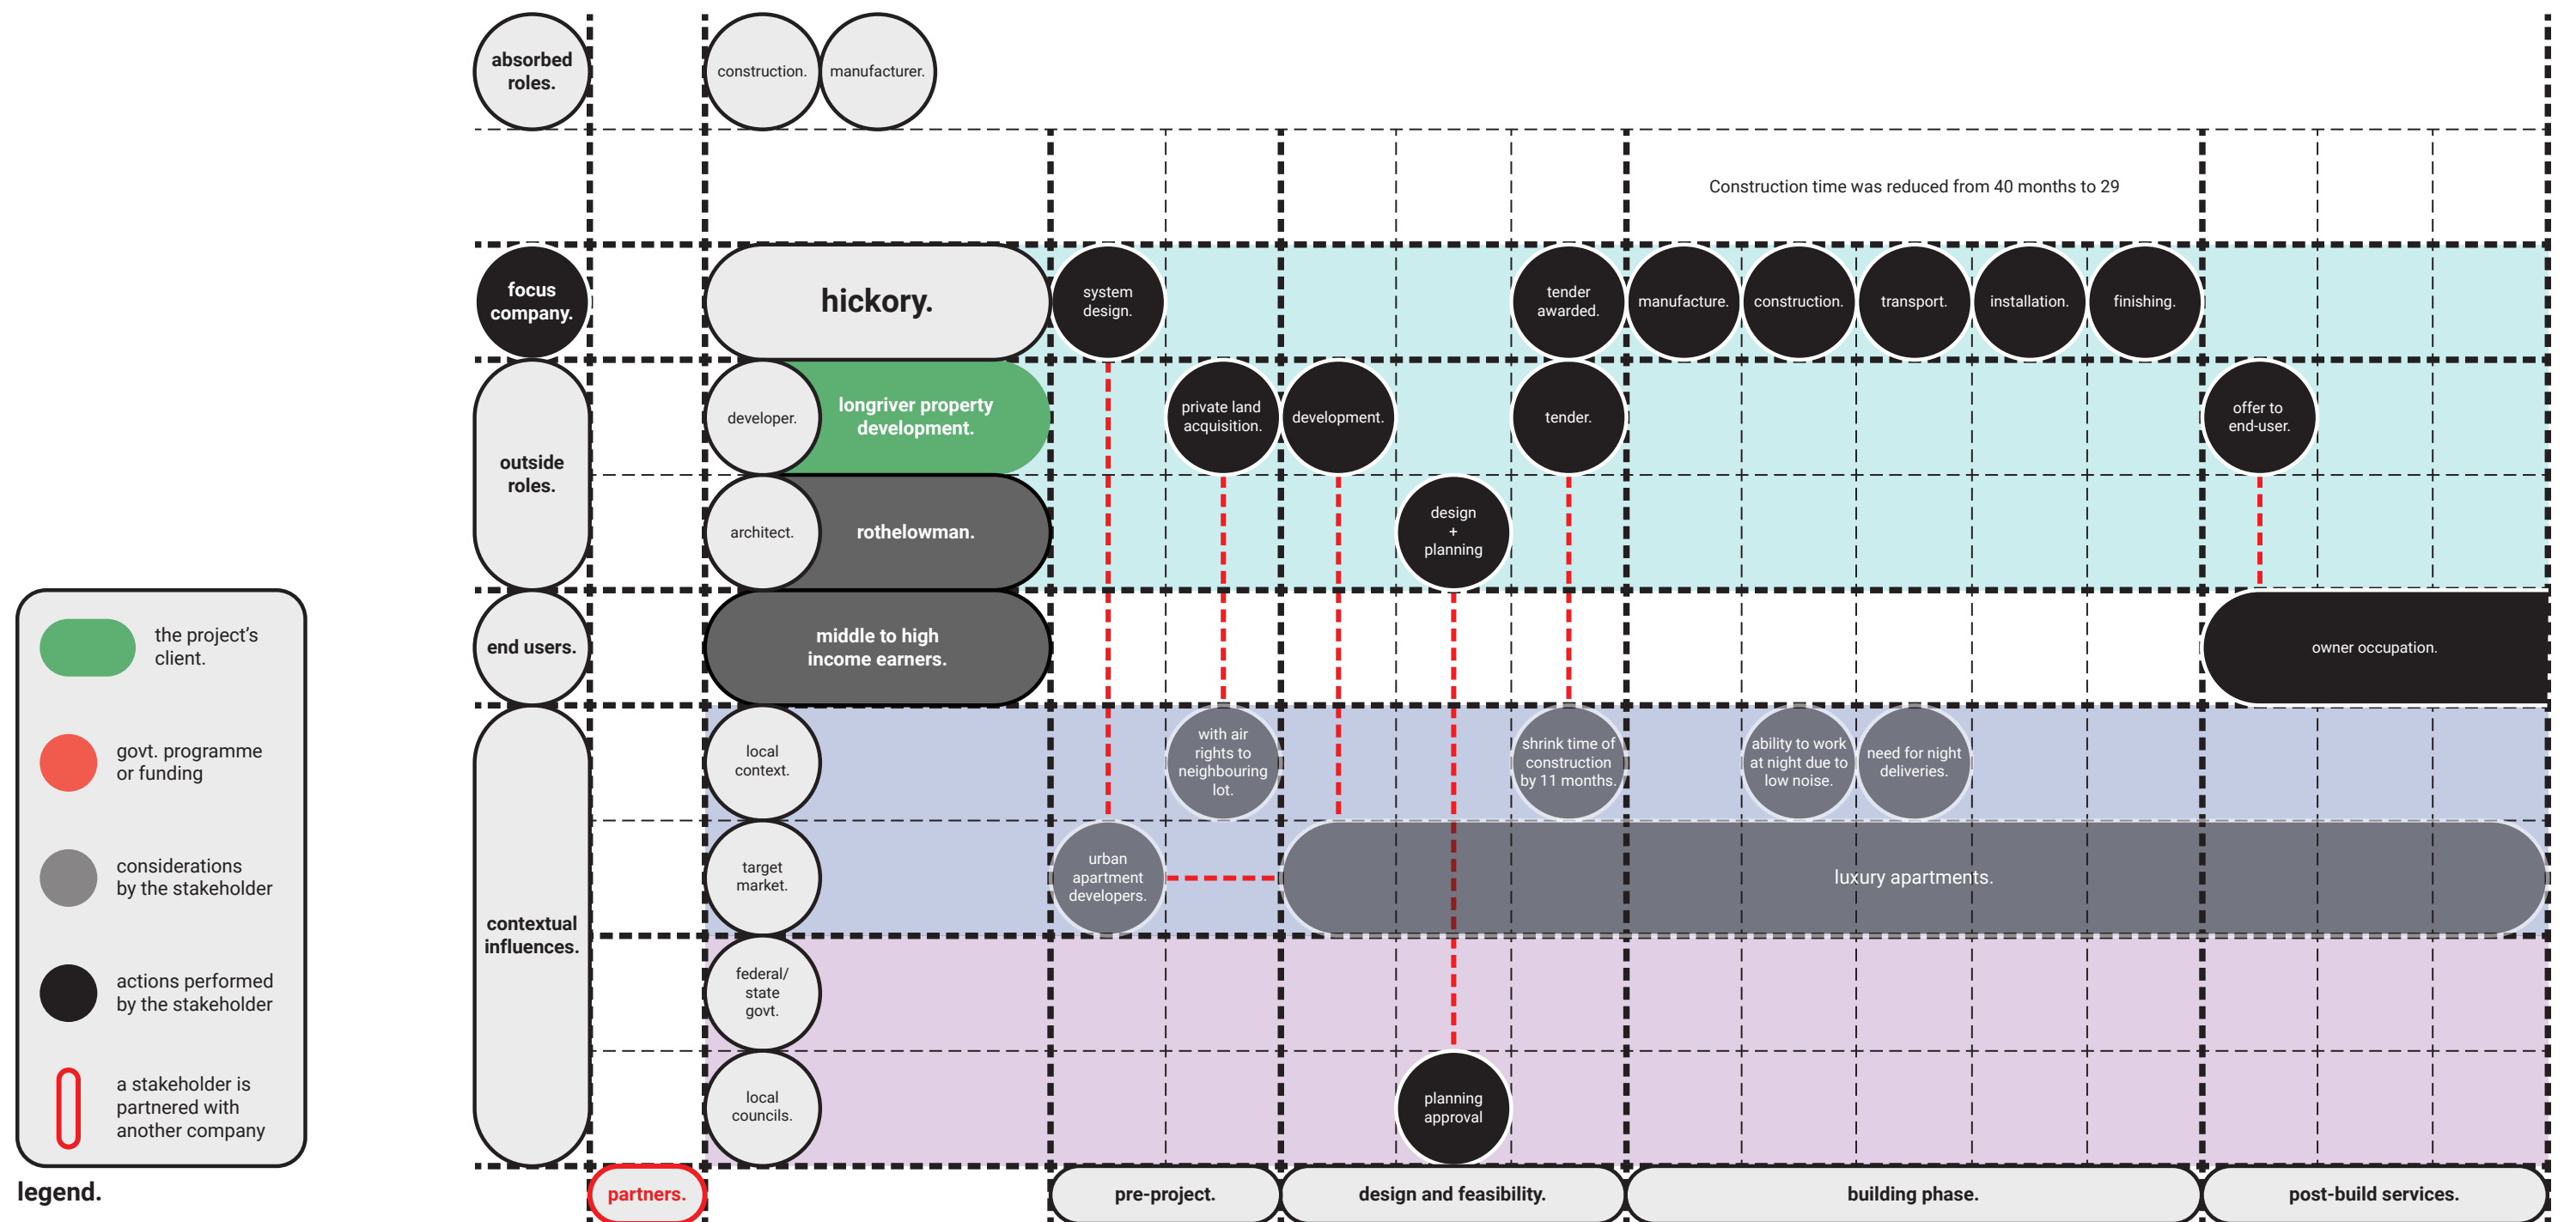 absorbed
roles.
construction.
manufacturer.
Construction time was reduced from 40 months to 29
focus
company.
hickory.
system
design.
tender
awarded.
manufacture.
construction.
transport.
installation.
finishing.
outside
roles.
developer.
longriver property
development.
private land
acquisition.
development.
tender.
offer to
end-user.
architect.
rothelowman.
design
+
planning
end users.
middle to high
income earners.
owner occupation.
contextual
influences.
local
context.
with air
rights to
neighbouring
lot.
shrink time of
construction
by 11 months.
ability to work
at night due to
low noise.
need for night
deliveries.
target
market.
urban
apartment
developers.
luxury apartments.
federal/
state
govt.
local
councils.
planning
approval
partners.
pre-project.
design and feasibility.
building phase.
post-build services.
the project's
client.
govt. programme
or funding
considerations
by the stakeholder
actions performed
by the stakeholder
a stakeholder is
partnered with
another company
legend.